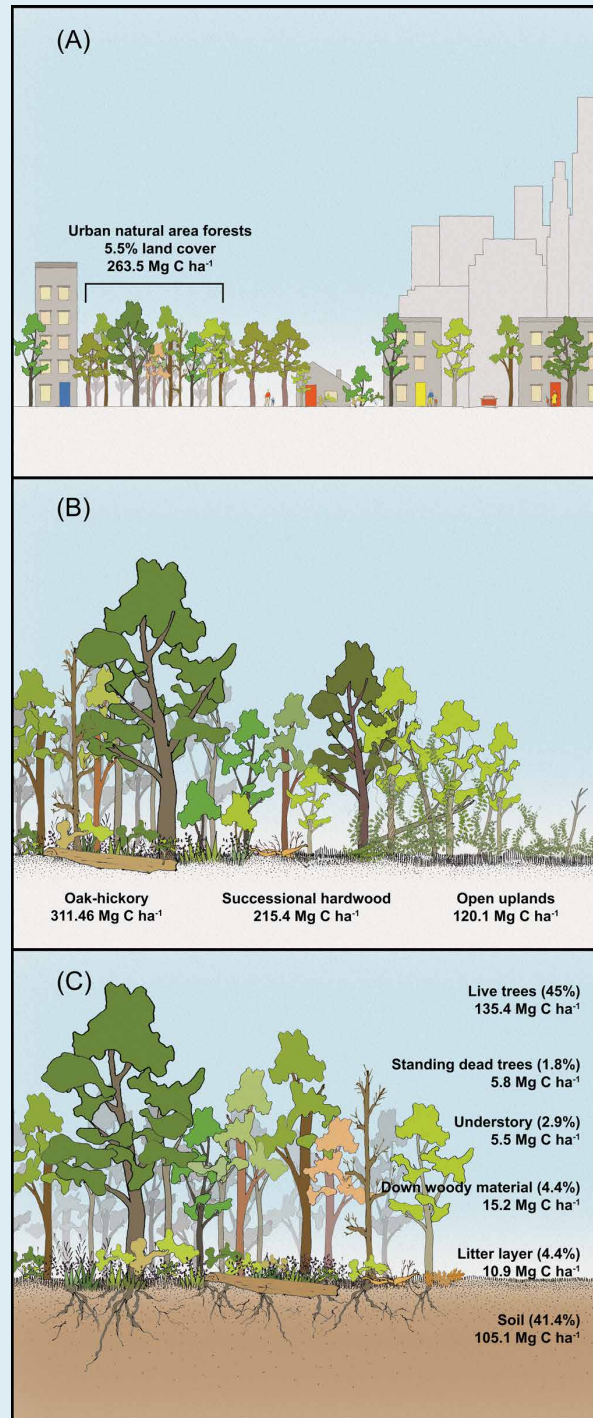 (A)
Urban natural area forests
5.5% land cover
263.5 Mg C ha⁻¹
(B)
Oak-hickory
311.46 Mg C ha⁻¹
Successional hardwood
215.4 Mg C ha⁻¹
Open uplands
120.1 Mg C ha⁻¹
(C)
Live trees (45%)
135.4 Mg C ha⁻¹
Standing dead trees (1.8%)
5.8 Mg C ha⁻¹
Understory (2.9%)
5.5 Mg C ha⁻¹
Down woody material (4.4%)
15.2 Mg C ha⁻¹
Litter layer (4.4%)
10.9 Mg C ha⁻¹
Soil (41.4%)
105.1 Mg C ha⁻¹